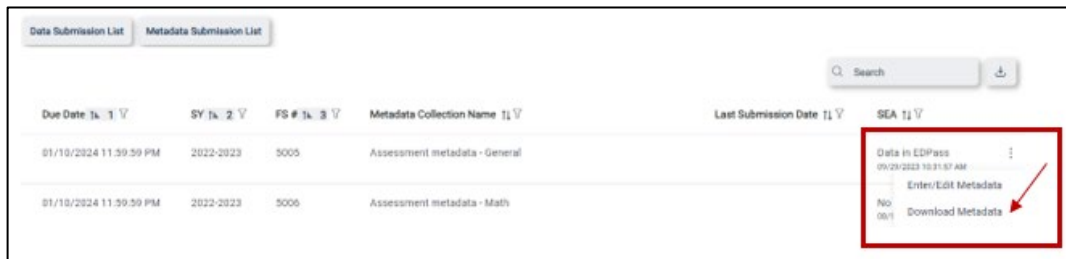 Data Submission List Metadata Submission List
Search
Due Date 1 SY 2 FS # 3 Metadata Collection Name Last Submission Date SEA
01/10/2024 11:59:59 PM 2022-2023 5005 Assessment metadata - General Data in EDPass
09/29/2023 10:31:57 AM
Enter/Edit Metadata
01/10/2024 11:59:59 PM 2022-2023 5006 Assessment metadata - Math No
Download Metadata